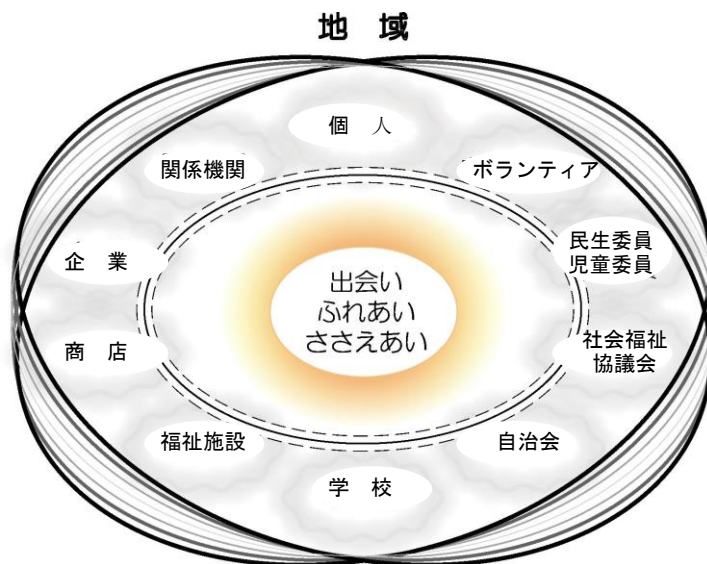 地　域
個　人
関係機関
ボランティア
企　業
民生委員
児童委員
出会い
ふれあい
ささえあい
商　店
社会福祉
協議会
福祉施設
自治会
学　校